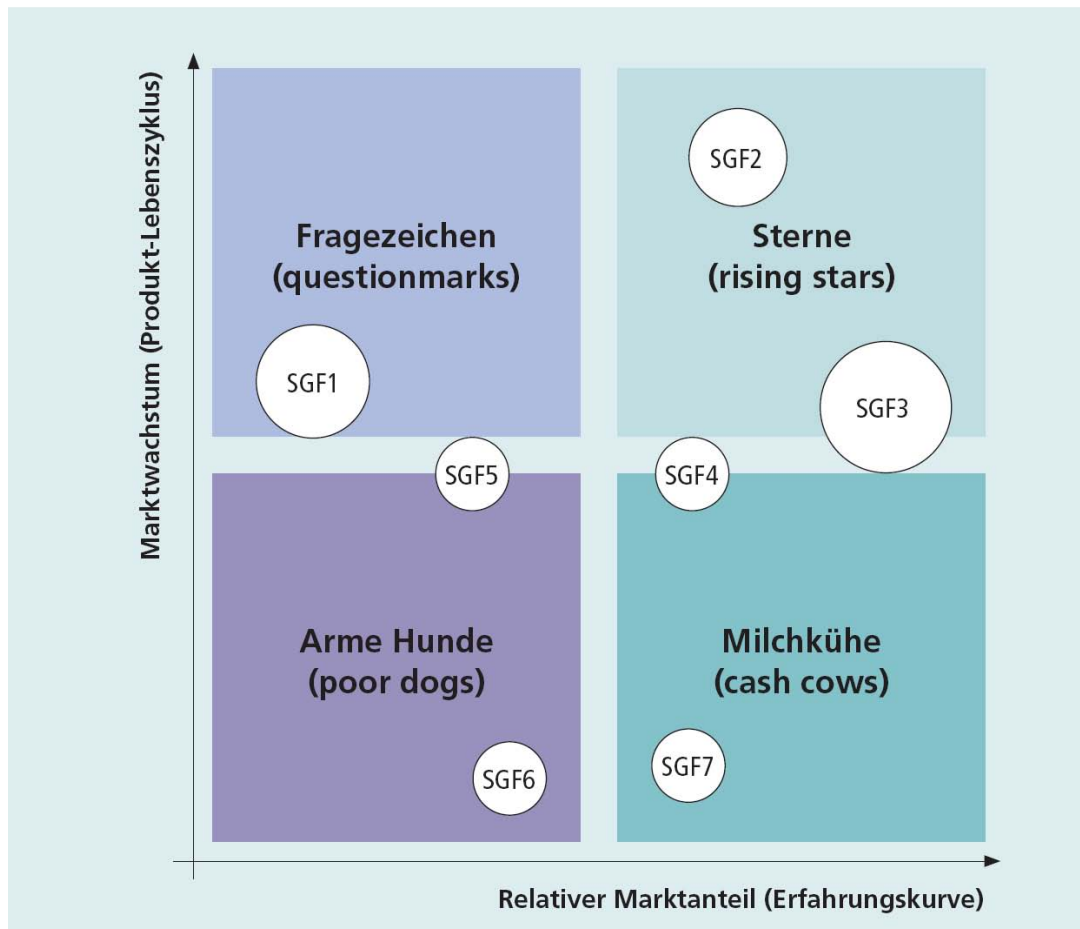 Marktwachstum (Produkt-Lebenszyklus)
SGF2
Fragezeichen
(questionmarks)
Sterne
(rising stars)
SGF1
SGF3
SGF5
SGF4
Arme Hunde
(poor dogs)
Milchkühe
(cash cows)
SGF6
SGF7
Relativer Marktanteil (Erfahrungskurve)